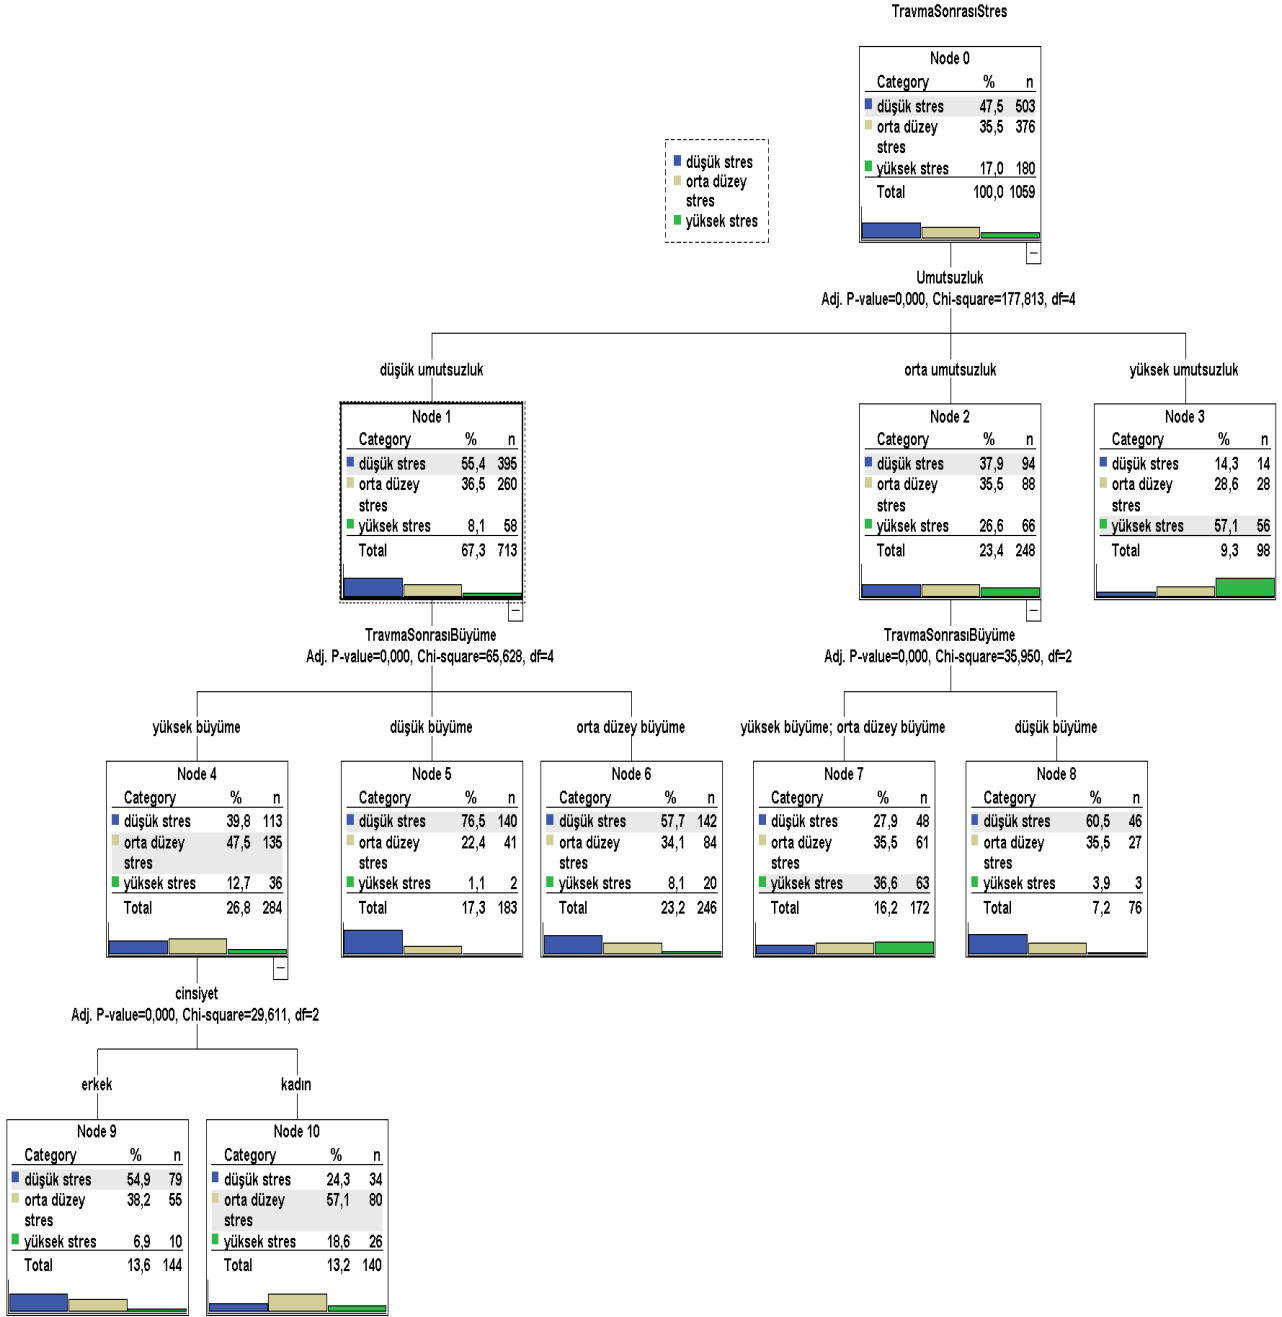 TravmaSonrasıStres
Node 0
Category % n
düşük stres 47,5 503
orta düzey 35,5 376
stres
yüksek stres 17,0 180
Total 100,0 1059
düşük stres
orta düzey
stres
yüksek stres
Umutsuzluk
Adj. P-value=0,000, Chi-square=177,813, df=4
düşük umutsuzluk
orta umutsuzluk
yüksek umutsuzluk
Node 1
Category % n
düşük stres 55,4 395
orta düzey 36,5 260
stres
yüksek stres 8,1 58
Total 67,3 713
Node 2
Category % n
düşük stres 37,9 94
orta düzey 35,5 88
stres
yüksek stres 26,6 66
Total 23,4 248
Node 3
Category % n
düşük stres 14,3 14
orta düzey 28,6 28
stres
yüksek stres 57,1 56
Total 9,3 98
TravmaSonrasıBüyüme
Adj. P-value=0,000, Chi-square=65,628, df=4
TravmaSonrasıBüyüme
Adj. P-value=0,000, Chi-square=35,950, df=2
yüksek büyüme
düşük büyüme
orta düzey büyüme
yüksek büyüme; orta düzey büyüme
düşük büyüme
Node 4
Category % n
düşük stres 39,8 113
orta düzey 47,5 135
stres
yüksek stres 12,7 36
Total 26,8 284
Node 5
Category % n
düşük stres 76,5 140
orta düzey 22,4 41
stres
yüksek stres 1,1 2
Total 17,3 183
Node 6
Category % n
düşük stres 57,7 142
orta düzey 34,1 84
stres
yüksek stres 8,1 20
Total 23,2 246
Node 7
Category % n
düşük stres 27,9 48
orta düzey 35,5 61
stres
yüksek stres 36,6 63
Total 16,2 172
Node 8
Category % n
düşük stres 60,5 46
orta düzey 35,5 27
stres
yüksek stres 3,9 3
Total 7,2 76
cinsiyet
Adj. P-value=0,000, Chi-square=29,611, df=2
erkek
kadın
Node 9
Category % n
düşük stres 54,9 79
orta düzey 38,2 55
stres
yüksek stres 6,9 10
Total 13,6 144
Node 10
Category % n
düşük stres 24,3 34
orta düzey 57,1 80
stres
yüksek stres 18,6 26
Total 13,2 140